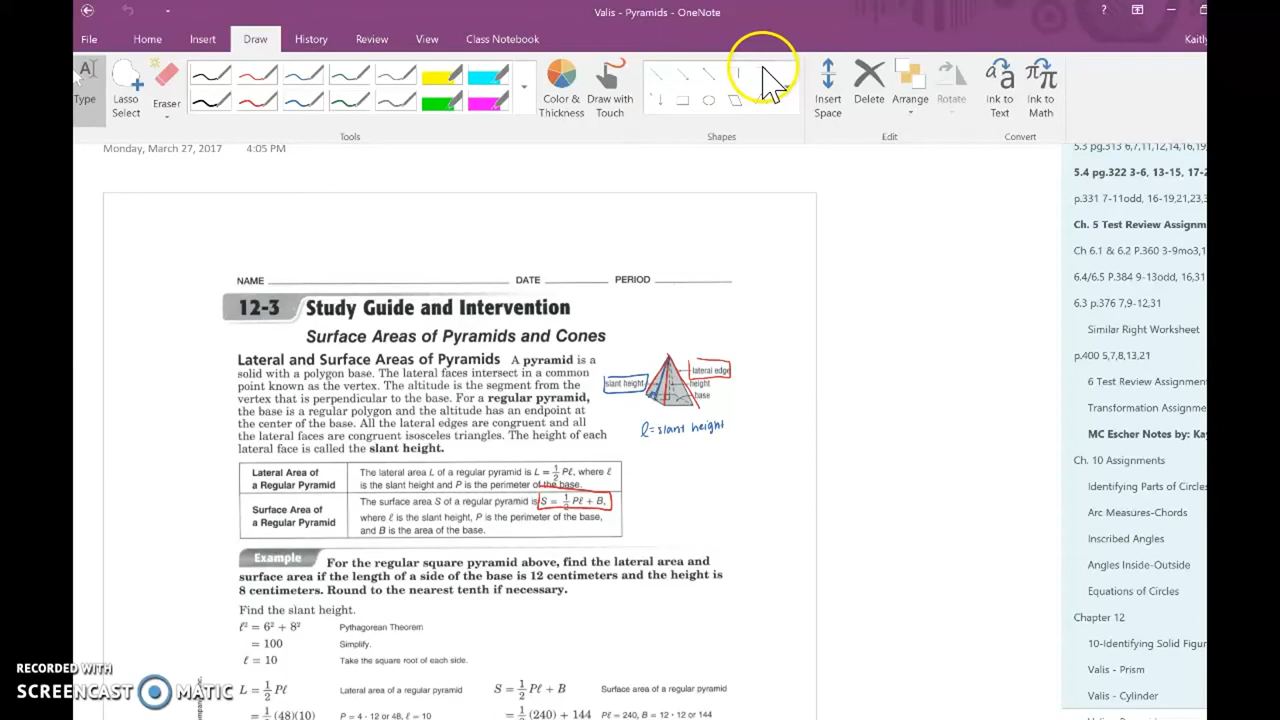 Valis - Pyramids - OneNote
?
File Home Insert Draw History Review View Class Notebook
Type
Lasso Select
Eraser
Color & Thickness
Draw with Touch
Insert Space
Delete
Arrange
Rotate
Ink to Text
Ink to Math
Tools
Shapes
Edit
Convert
Monday, March 27, 2017 4:05 PM
NAME DATE PERIOD
12-3 Study Guide and Intervention
Surface Areas of Pyramids and Cones
Lateral and Surface Areas of Pyramids A pyramid is a
solid with a polygon base. The lateral faces intersect in a common
point known as the vertex. The altitude is the segment from the
vertex that is perpendicular to the base. For a regular pyramid,
the base is a regular polygon and the altitude has an endpoint at
the center of the base. All the lateral edges are congruent and all
the lateral faces are congruent isosceles triangles. The height of each
lateral face is called the slant height.
lateral edge
slant height
height
base
ℓ = slant height
Lateral Area of
a Regular Pyramid
The lateral area L of a regular pyramid is L = 1/2 Pℓ, where ℓ
is the slant height and P is the perimeter of the base.
Surface Area of
a Regular Pyramid
The surface area S of a regular pyramid is S = 1/2 Pℓ + B,
where ℓ is the slant height, P is the perimeter of the base,
and B is the area of the base.
Example For the regular square pyramid above, find the lateral area and
surface area if the length of a side of the base is 12 centimeters and the height is
8 centimeters. Round to the nearest tenth if necessary.
Find the slant height.
ℓ² = 6² + 8² Pythagorean Theorem
= 100 Simplify.
ℓ = 10 Take the square root of each side.
L = 1/2 Pℓ Lateral area of a regular pyramid
S = 1/2 Pℓ + B Surface area of a regular pyramid
= 1/2 (48)(10) P = 4 · 12 or 48, ℓ = 10
= 1/2 (240) + 144 Pℓ = 240, B = 12 · 12 or 144
5.3 pg.313 6,7,11,12,14,16,19,
5.4 pg.322 3-6, 13-15, 17-2
p.331 7-11odd, 16-19,21,23,
Ch. 5 Test Review Assignm
Ch 6.1 & 6.2 P.360 3-9mo3,1
6.4/6.5 P.384 9-13odd, 16,31
6.3 p.376 7,9-12,31
Similar Right Worksheet
p.400 5,7,8,13,21
6 Test Review Assignment
Transformation Assignme
MC Escher Notes by: Kay
Ch. 10 Assignments
Identifying Parts of Circles
Arc Measures-Chords
Inscribed Angles
Angles Inside-Outside
Equations of Circles
Chapter 12
10-Identifying Solid Figur
Valis - Prism
Valis - Cylinder
RECORDED WITH
SCREENCAST MATIC